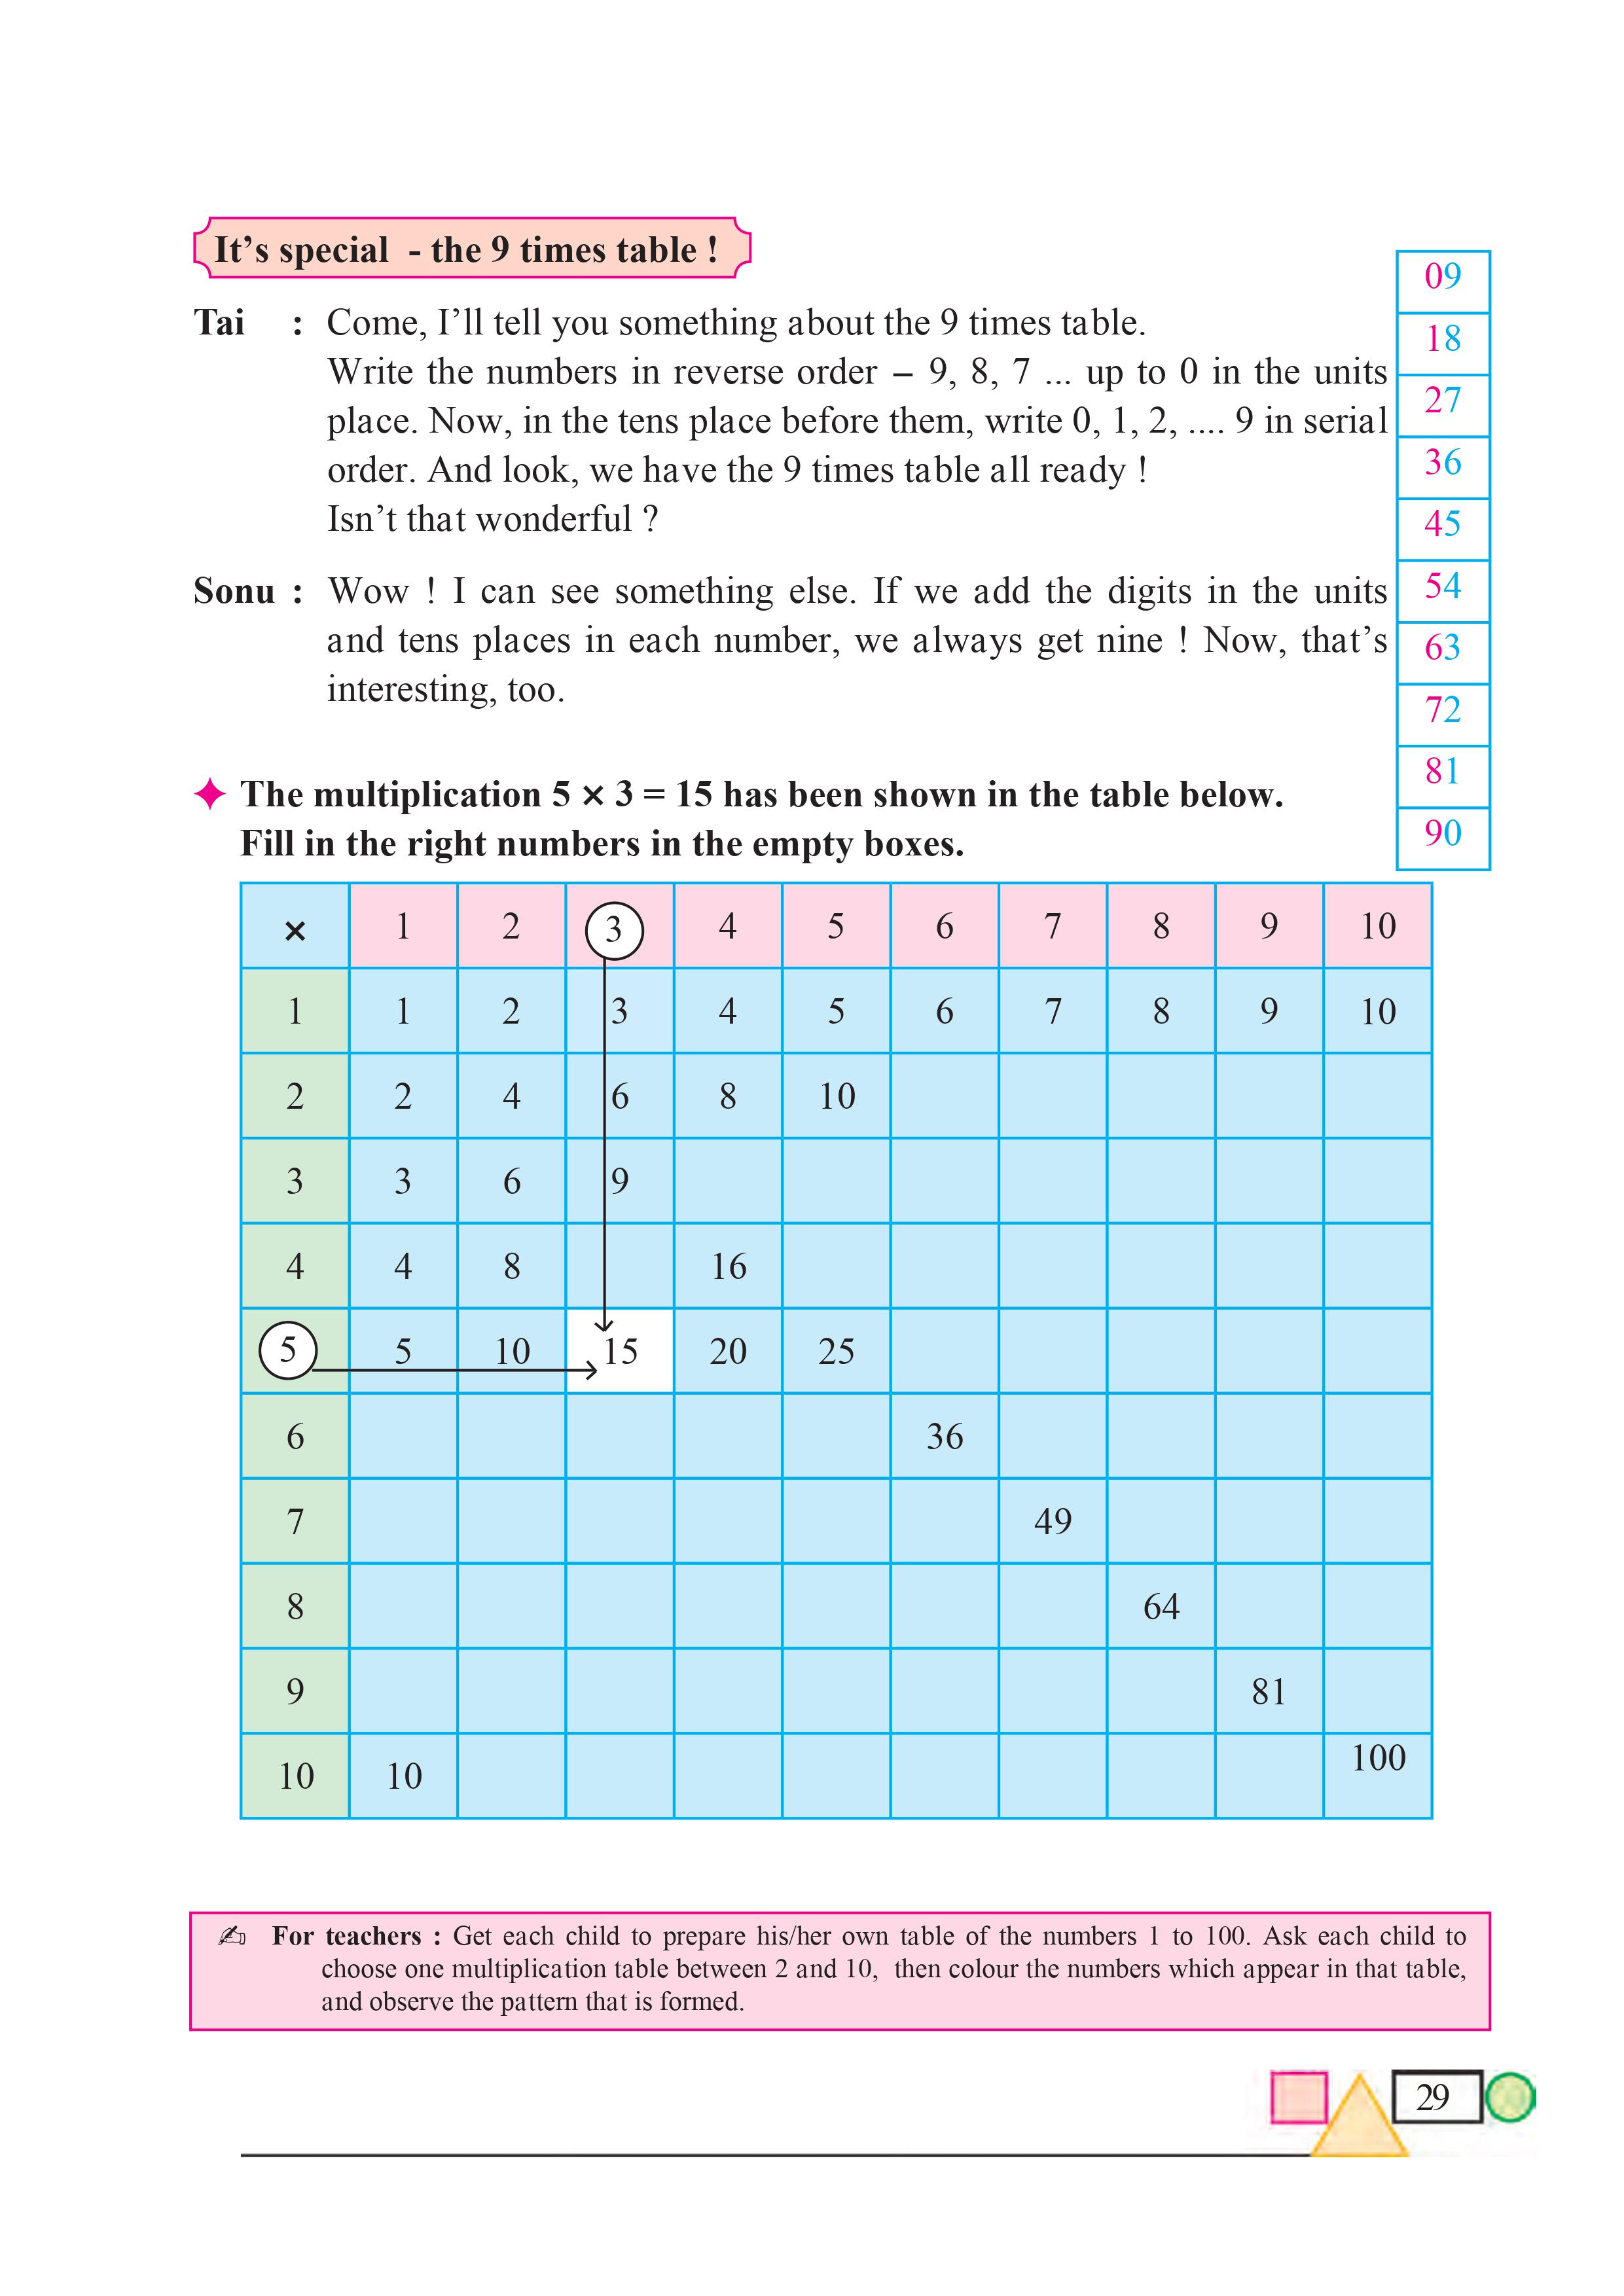 It’s special - the 9 times table !
Tai : Come, I’ll tell you something about the 9 times table.
Write the numbers in reverse order – 9, 8, 7 ... up to 0 in the units
place. Now, in the tens place before them, write 0, 1, 2, .... 9 in serial
order. And look, we have the 9 times table all ready !
Isn’t that wonderful ?
Sonu : Wow ! I can see something else. If we add the digits in the units
and tens places in each number, we always get nine ! Now, that’s
interesting, too.
09
18
27
36
45
54
63
72
81
90
The multiplication 5 × 3 = 15 has been shown in the table below.
Fill in the right numbers in the empty boxes.
× 1 2 3 4 5 6 7 8 9 10
1 1 2 3 4 5 6 7 8 9 10
2 2 4 6 8 10
3 3 6 9
4 4 8 16
5 5 10 15 20 25
6 36
7 49
8 64
9 81
10 10 100
For teachers : Get each child to prepare his/her own table of the numbers 1 to 100. Ask each child to
choose one multiplication table between 2 and 10, then colour the numbers which appear in that table,
and observe the pattern that is formed.
29